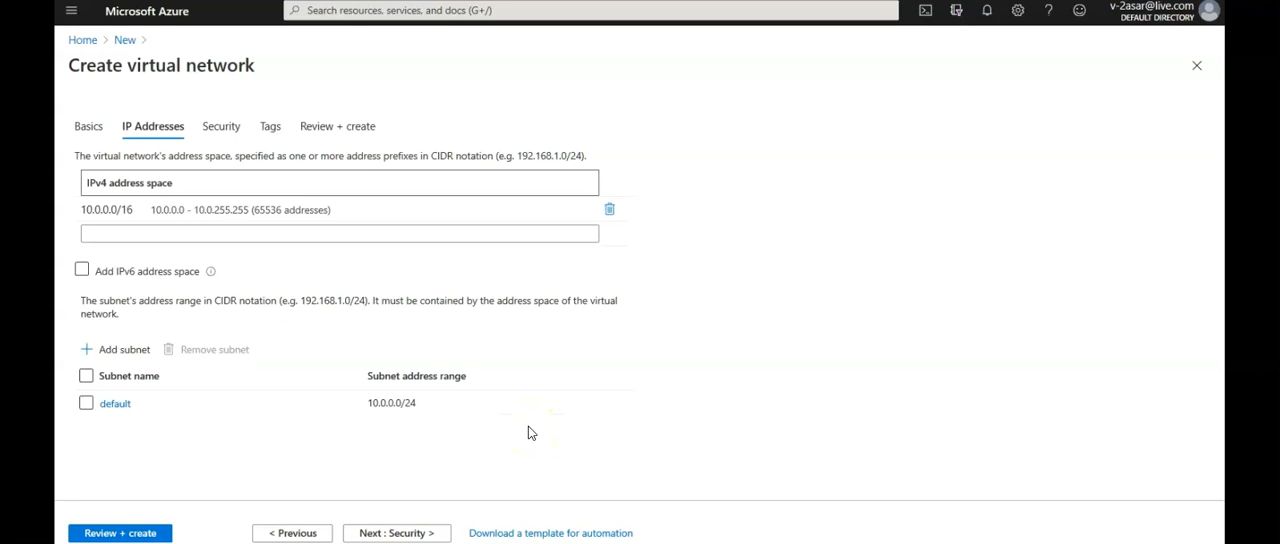 Microsoft Azure
Search resources, services, and docs (G+/)
v-2asar@live.com
DEFAULT DIRECTORY
Home > New >
Create virtual network
Basics IP Addresses Security Tags Review + create
The virtual network's address space, specified as one or more address prefixes in CIDR notation (e.g. 192.168.1.0/24).
IPv4 address space
10.0.0.0/16 10.0.0.0 - 10.0.255.255 (65536 addresses)
Add IPv6 address space
The subnet's address range in CIDR notation (e.g. 192.168.1.0/24). It must be contained by the address space of the virtual
network.
+ Add subnet Remove subnet
Subnet name Subnet address range
default 10.0.0.0/24
Review + create < Previous Next : Security > Download a template for automation